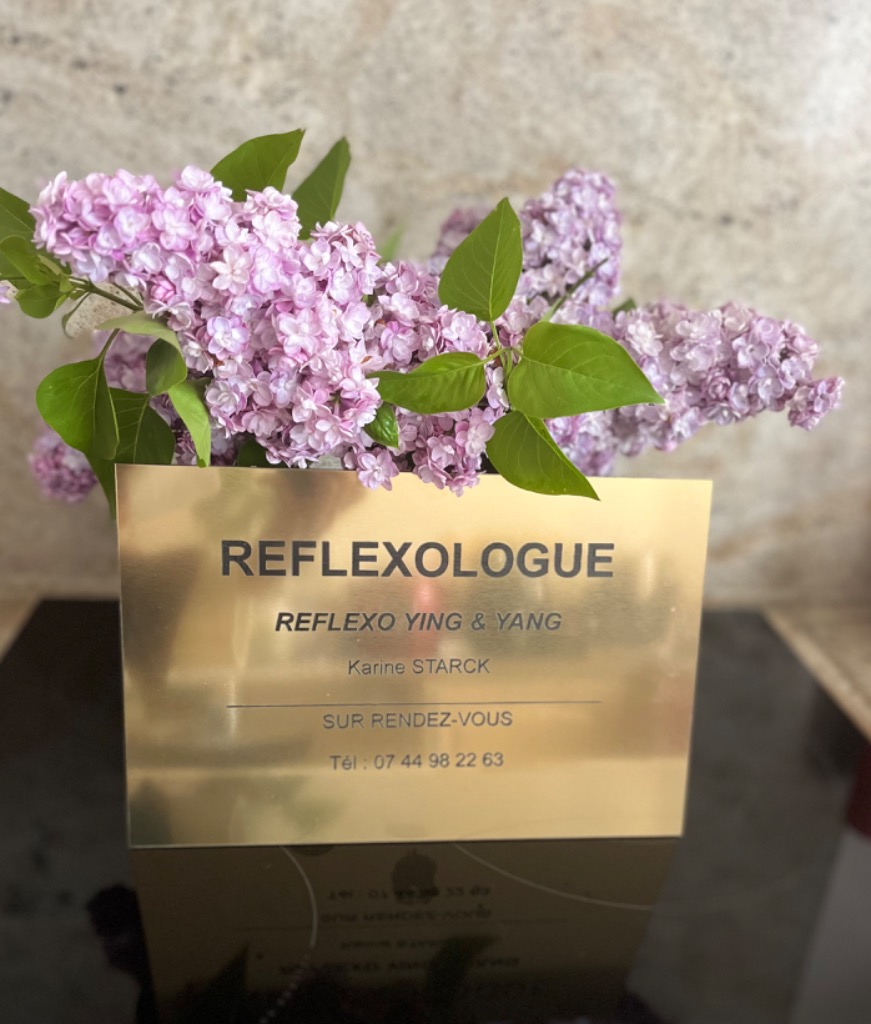 REFLEXOLOGUE
REFLEXO YING & YANG
Karine STARCK
SUR RENDEZ-VOUS
Tél : 07 44 98 22 63